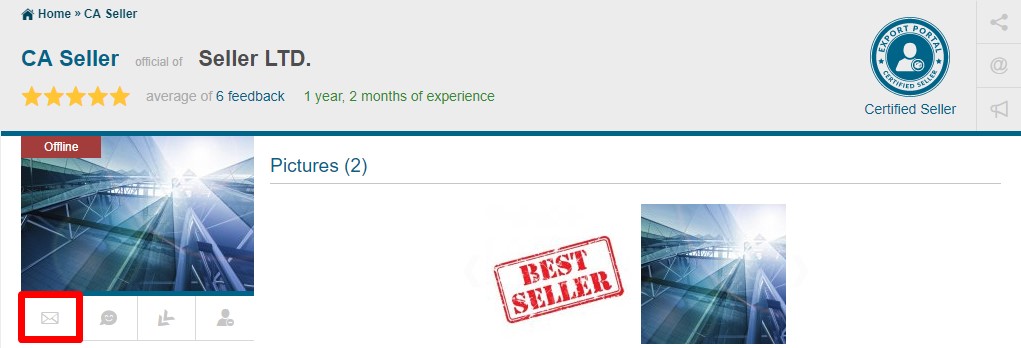 Home » CA Seller
CA Seller official of Seller LTD.
average of 6 feedback 1 year, 2 months of experience
EXPORT PORTAL
CERTIFIED SELLER
Certified Seller
@
Offline
Pictures (2)
BEST
SELLER